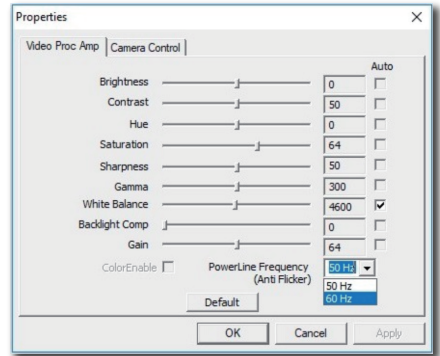 Properties
Video Proc Amp Camera Control
Auto
Brightness 0
Contrast 50
Hue 0
Saturation 64
Sharpness 50
Gamma 300
White Balance 4600
Backlight Comp 0
Gain 64
ColorEnable PowerLine Frequency 50 Hz
(Anti Flicker)
50 Hz
60 Hz
Default
OK Cancel Apply